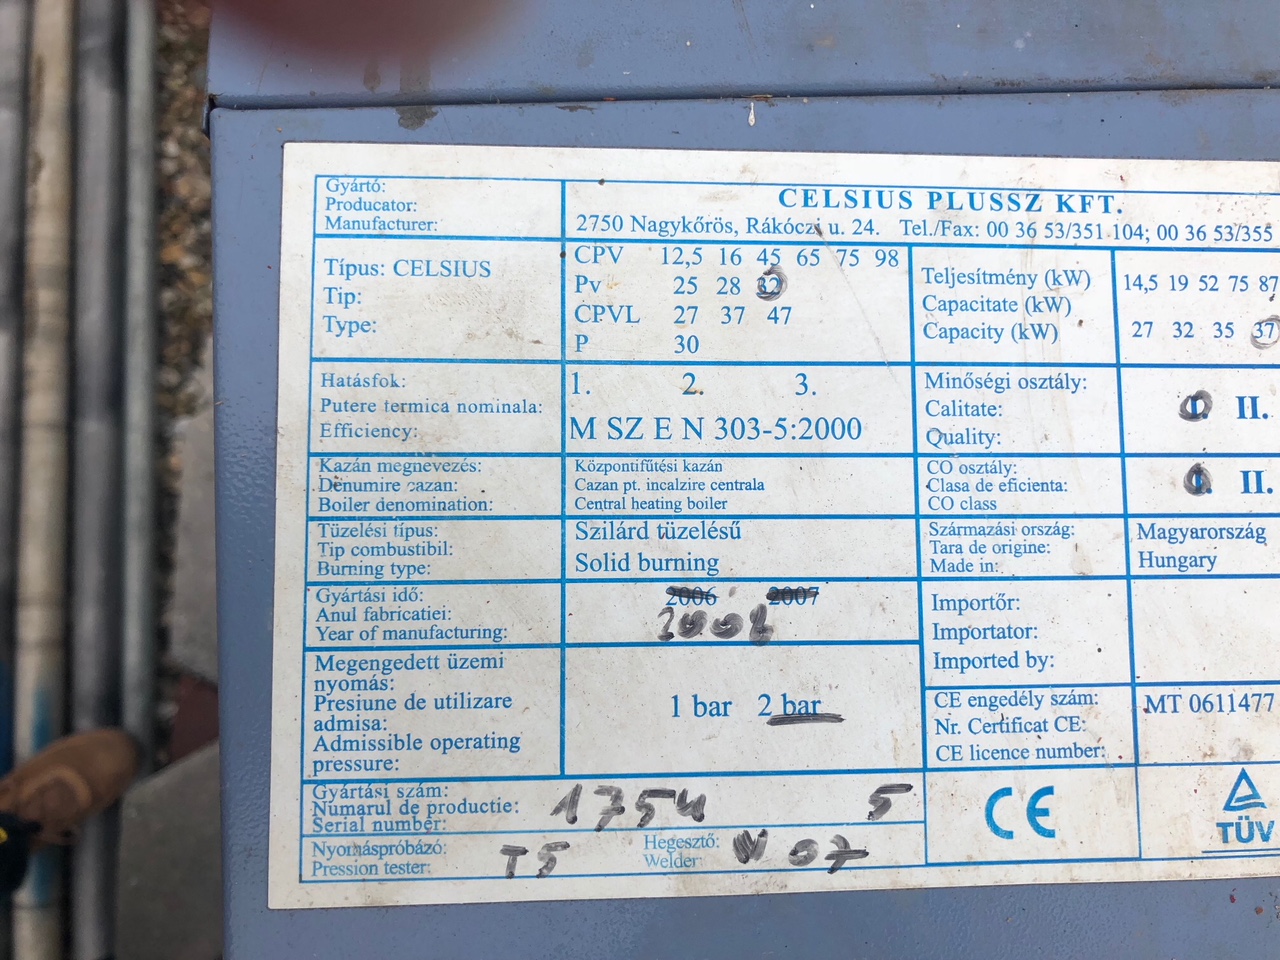 Gyártó:
Producator:
Manufacturer:
CELSIUS PLUSSZ KFT.
2750 Nagykőrös, Rákóczi u. 24. Tel./Fax: 00 36 53/351 104; 00 36 53/355
Típus: CELSIUS
Tip:
Type:
CPV 12,5 16 45 65 75 98
Pv 25 28 32
CPVL 27 37 47
P 30
Teljesítmény (kW)
Capacitate (kW)
Capacity (kW)
14,5 19 52 75 87
27 32 35 37
Hatásfok:
Putere termica nominala:
Efficiency:
1. 2. 3.
M SZ E N 303-5:2000
Minőségi osztály:
Calitate:
Quality:
I. II.
Kazán megnevezés:
Denumire cazan:
Boiler denomination:
Központifűtési kazán
Cazan pt. incalzire centrala
Central heating boiler
CO osztály:
Clasa de eficienta:
CO class
I. II.
Tüzelési típus:
Tip combustibil:
Burning type:
Szilárd tüzelésű
Solid burning
Származási ország:
Tara de origine:
Made in:
Magyarország
Hungary
Gyártási idő:
Anul fabricatiei:
Year of manufacturing:
2006 2007
2008
Importőr:
Importator:
Imported by:
Megengedett üzemi
nyomás:
Presiune de utilizare
admisa:
Admissible operating
pressure:
1 bar 2 bar
CE engedély szám:
Nr. Certificat CE:
CE licence number:
MT 0611477
Gyártási szám:
Numarul de productie:
Serial number:
1754 5
CE
TÜV
Nyomáspróbázó:
Pression tester:
T5
Hegesztő:
Welder:
07